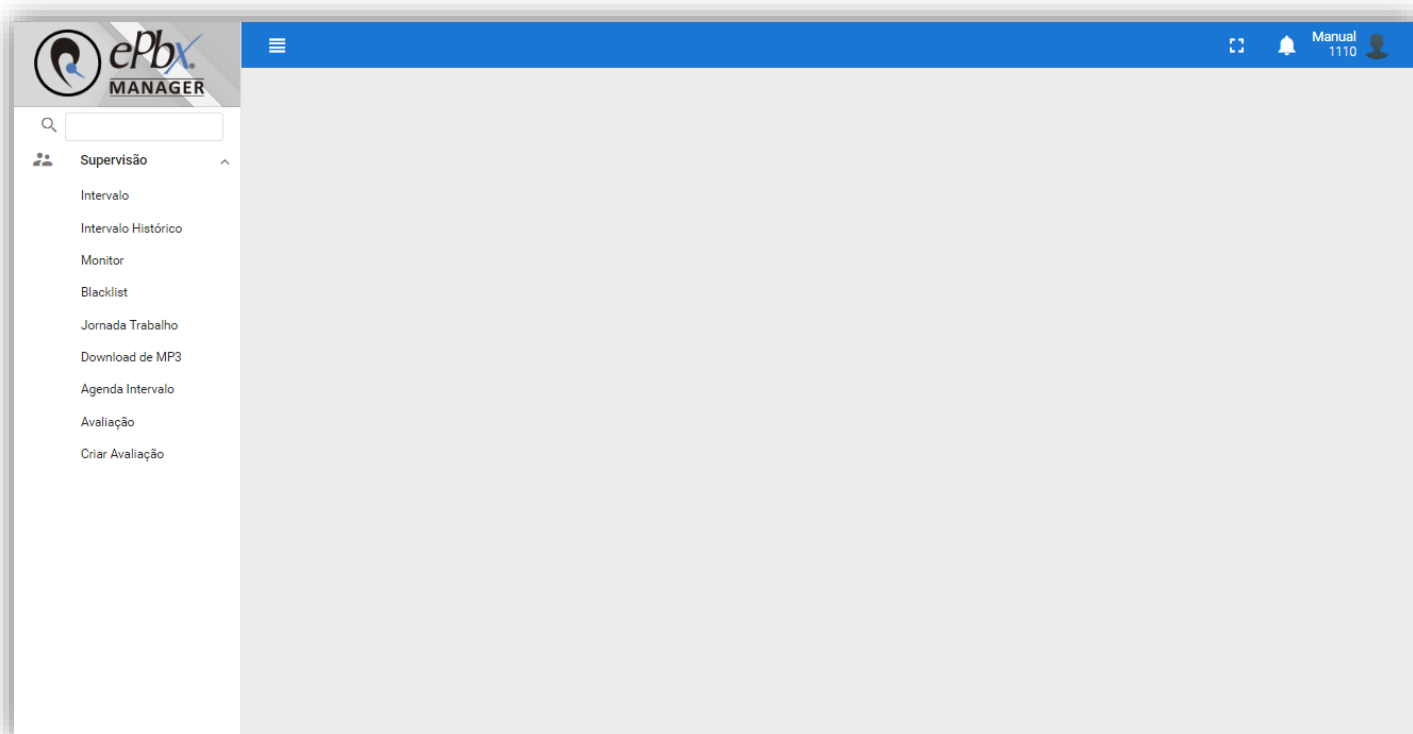 ePbx.
MANAGER
Manual
1110
Supervisão
Intervalo
Intervalo Histórico
Monitor
Blacklist
Jornada Trabalho
Download de MP3
Agenda Intervalo
Avaliação
Criar Avaliação